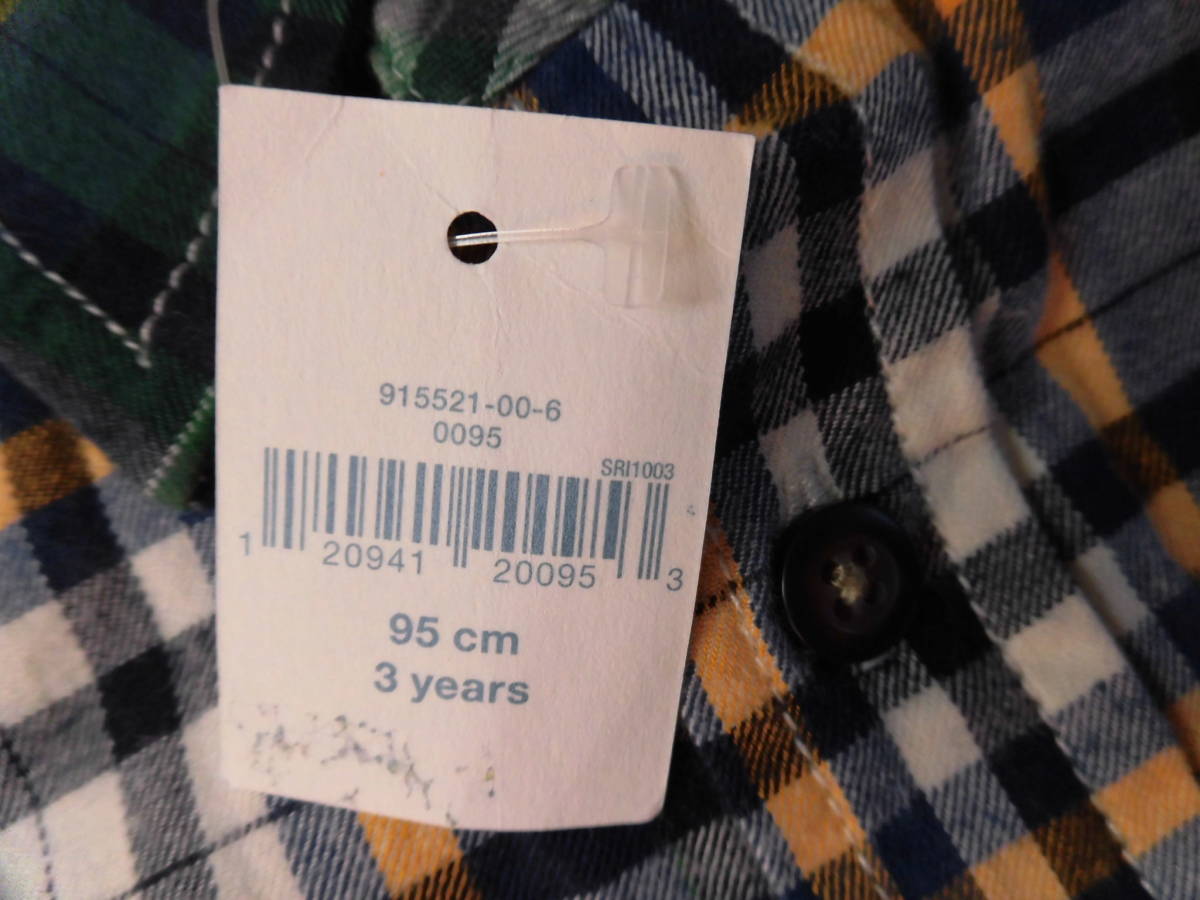 915521-00-6
0095
SRI1003
1 20941 20095 3
95 cm
3 years